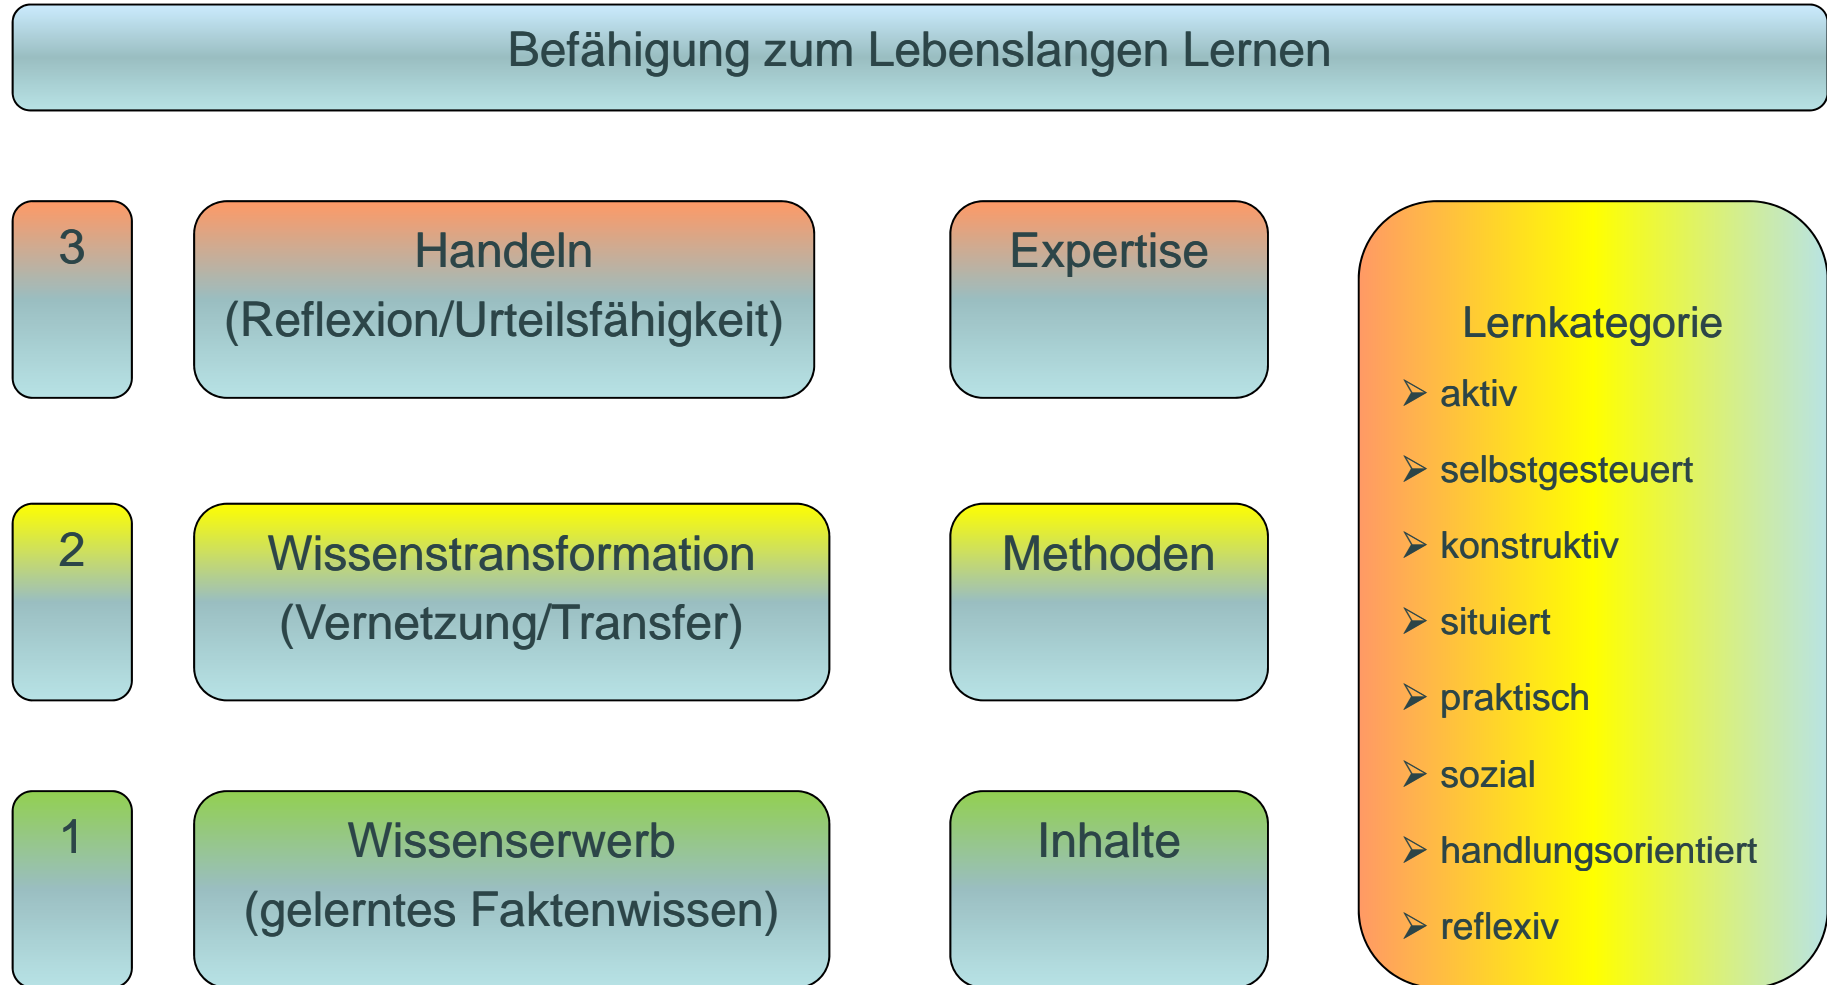 Befähigung zum Lebenslangen Lernen
3
Handeln
(Reflexion/Urteilsfähigkeit)
Expertise
2
Wissenstransformation
(Vernetzung/Transfer)
Methoden
1
Wissenserwerb
(gelerntes Faktenwissen)
Inhalte
Lernkategorie
➢ aktiv
➢ selbstgesteuert
➢ konstruktiv
➢ situiert
➢ praktisch
➢ sozial
➢ handlungsorientiert
➢ reflexiv